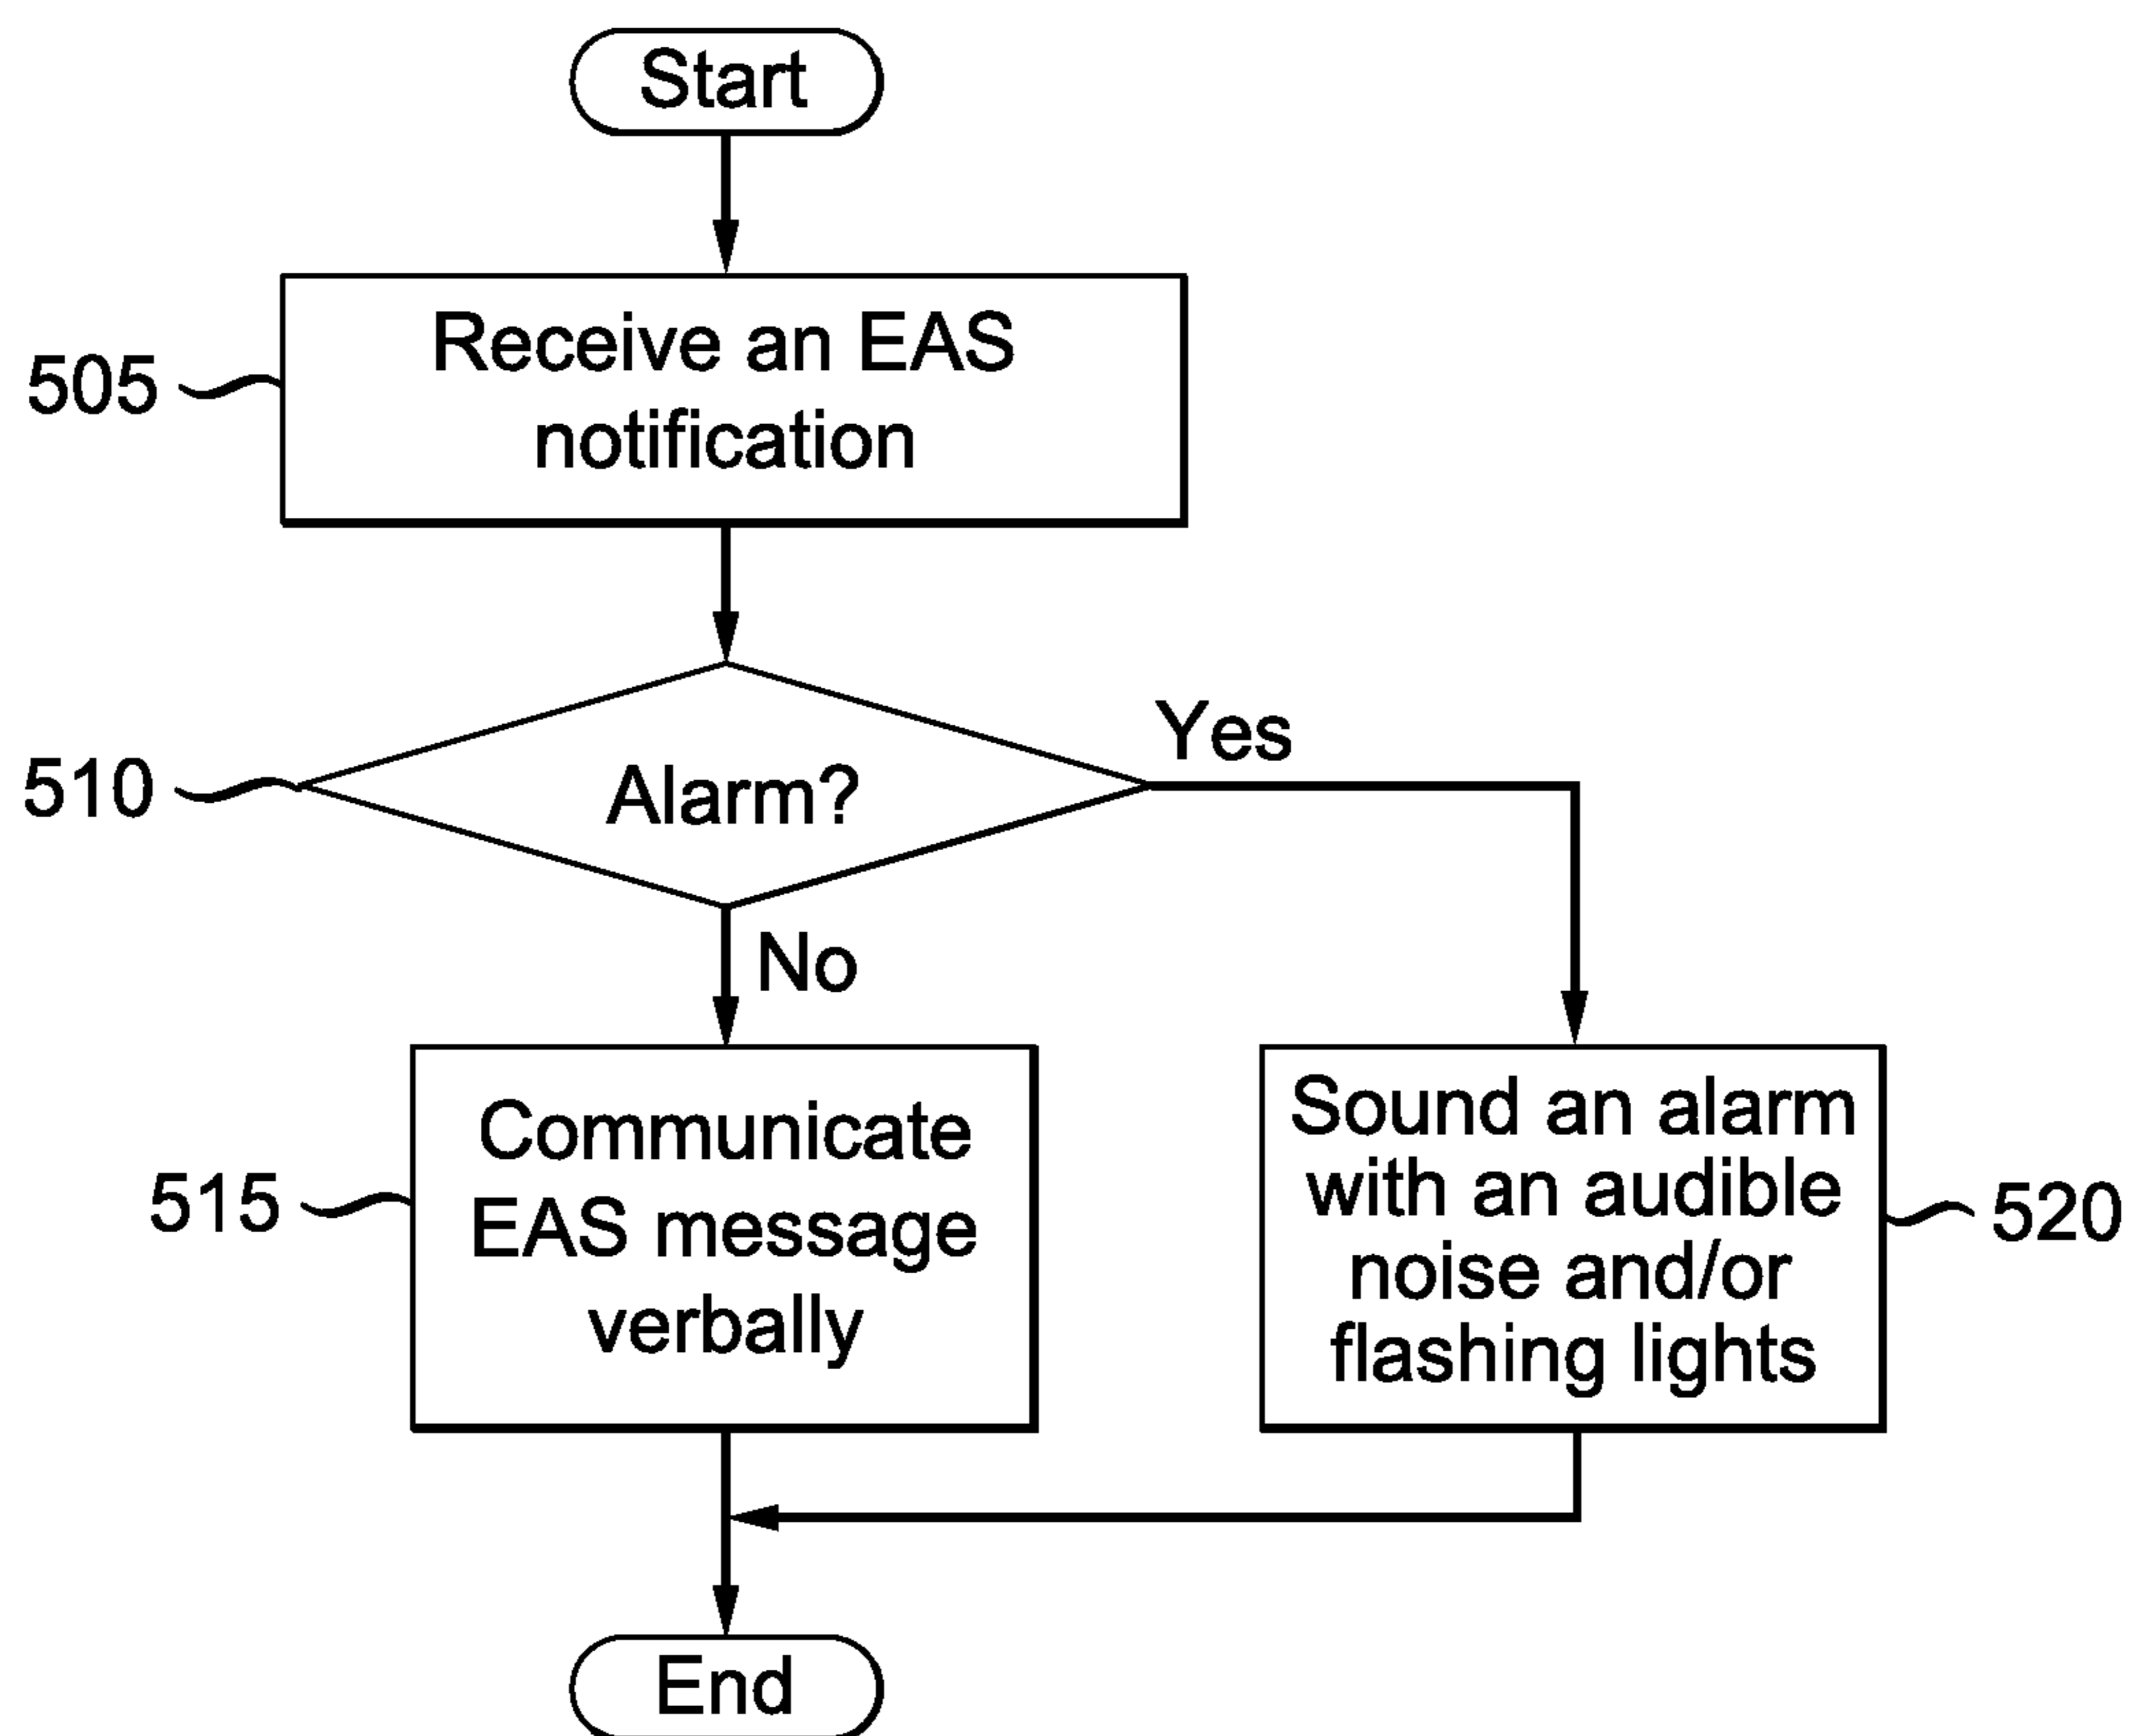 Start
505
Receive an EAS
notification
510
Alarm?
Yes
No
515
Communicate
EAS message
verbally
Sound an alarm
with an audible
noise and/or
flashing lights
520
End